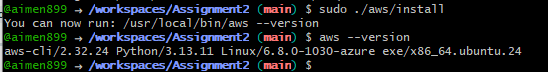 @aimen899 → /workspaces/Assignment2 (main) $ sudo ./aws/install
You can now run: /usr/local/bin/aws --version
@aimen899 → /workspaces/Assignment2 (main) $ aws --version
aws-cli/2.32.24 Python/3.13.11 Linux/6.8.0-1030-azure exe/x86_64.ubuntu.24
@aimen899 → /workspaces/Assignment2 (main) $